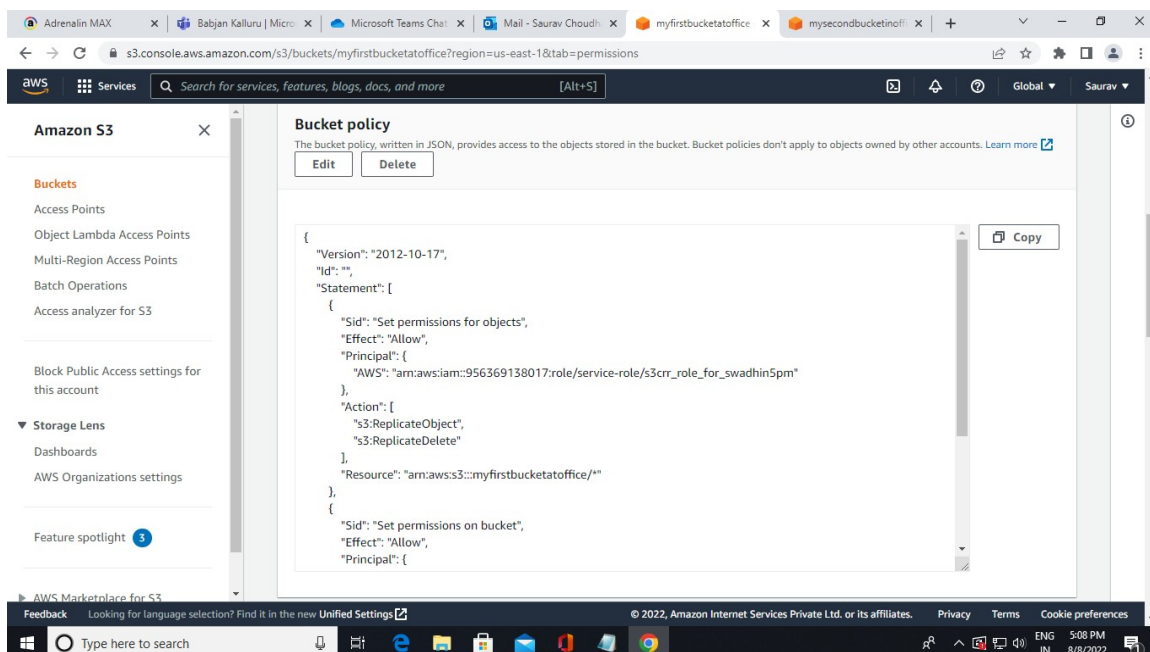 Adrenalin MAX
Babjan Kalluru | Micro
Microsoft Teams Chat
Mail - Saurav Choudh
myfirstbucketatoffice
mysecondbucketinoffi
s3.console.aws.amazon.com/s3/buckets/myfirstbucketatoffice?region=us-east-1&tab=permissions
aws
Services
Search for services, features, blogs, docs, and more
[Alt+S]
Global
Saurav
Amazon S3
Buckets
Access Points
Object Lambda Access Points
Multi-Region Access Points
Batch Operations
Access analyzer for S3
Block Public Access settings for
this account
Storage Lens
Dashboards
AWS Organizations settings
Feature spotlight 3
AWS Marketplace for S3
Bucket policy
The bucket policy, written in JSON, provides access to the objects stored in the bucket. Bucket policies don't apply to objects owned by other accounts. Learn more
Edit
Delete
Copy
{
"Version": "2012-10-17",
"Id": "",
"Statement": [
{
"Sid": "Set permissions for objects",
"Effect": "Allow",
"Principal": {
"AWS": "arn:aws:iam::956369138017:role/service-role/s3crr_role_for_swadhin5pm"
},
"Action": [
"s3:ReplicateObject",
"s3:ReplicateDelete"
],
"Resource": "arn:aws:s3:::myfirstbucketatoffice/*"
},
{
"Sid": "Set permissions on bucket",
"Effect": "Allow",
"Principal": {
Feedback
Looking for language selection? Find it in the new Unified Settings
© 2022, Amazon Internet Services Private Ltd. or its affiliates.
Privacy
Terms
Cookie preferences
Type here to search
ENG
IN
5:08 PM
8/8/2022